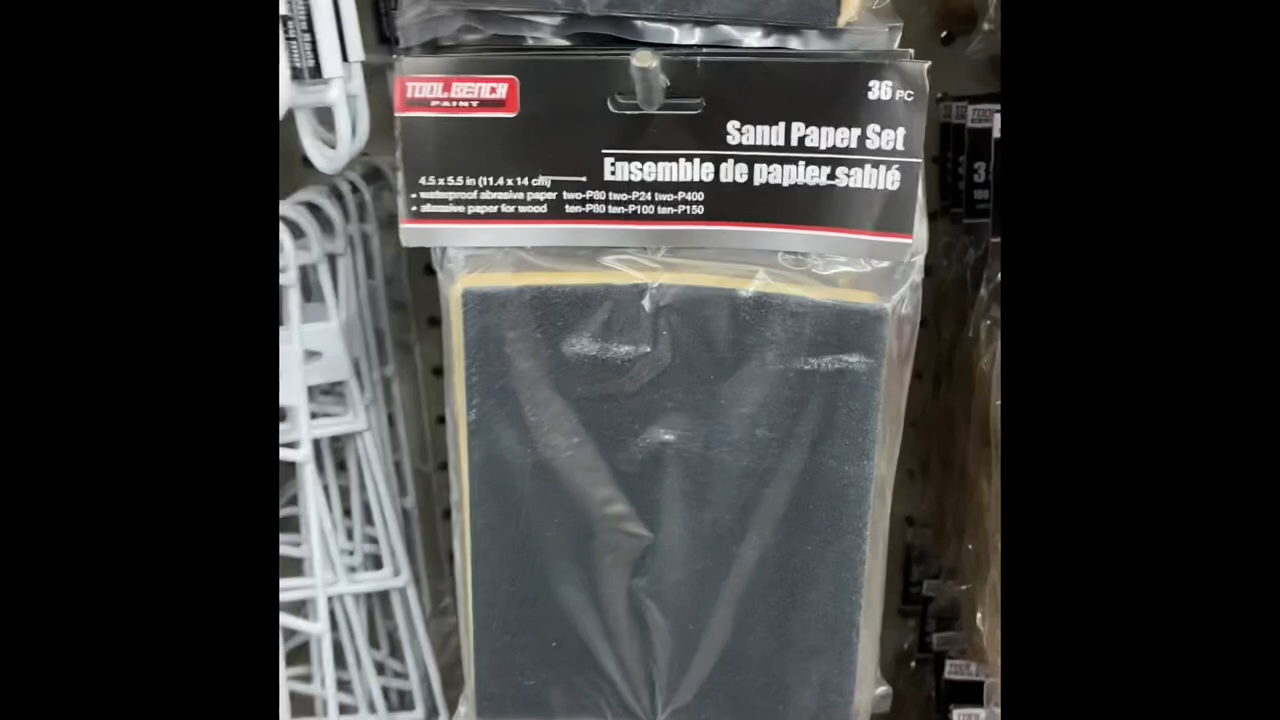 TOOL BENCH
PAINT
36 PC
Sand Paper Set
Ensemble de papier sablé
4.5 x 5.5 in (11.4 x 14 cm)
• waterproof abrasive paper two-P80 two-P24 two-P400
• abrasive paper for wood ten-P80 ten-P100 ten-P150
3